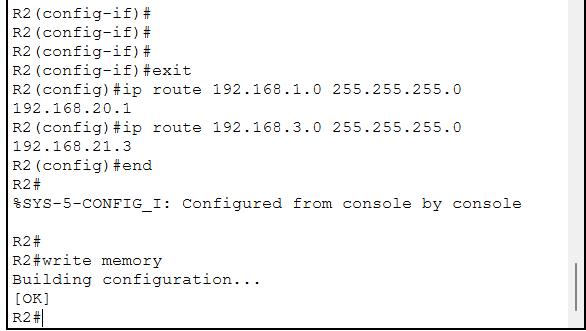 R2(config-if)#
R2(config-if)#
R2(config-if)#
R2(config-if)#exit
R2(config)#ip route 192.168.1.0 255.255.255.0
192.168.20.1
R2(config)#ip route 192.168.3.0 255.255.255.0
192.168.21.3
R2(config)#end
R2#
%SYS-5-CONFIG_I: Configured from console by console
R2#
R2#write memory
Building configuration...
[OK]
R2#